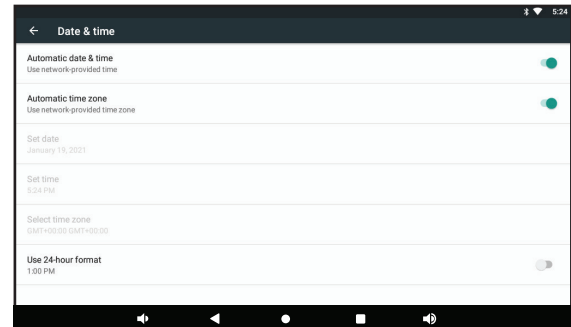 5:24
Date & time
Automatic date & time
Use network-provided time
Automatic time zone
Use network-provided time zone
Set date
January 19, 2021
Set time
5:24 PM
Select time zone
GMT+00:00 GMT+00:00
Use 24-hour format
1:00 PM